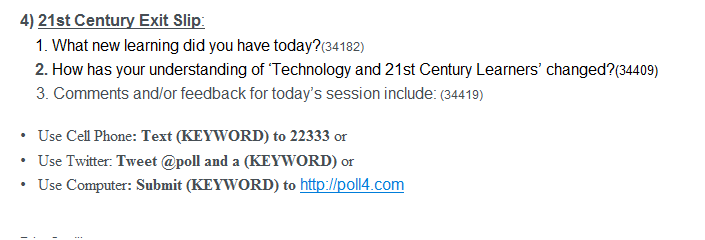 4) 21st Century Exit Slip:
1. What new learning did you have today?(34182)
2. How has your understanding of ‘Technology and 21st Century Learners’ changed?(34409)
3. Comments and/or feedback for today’s session include: (34419)
• Use Cell Phone: Text (KEYWORD) to 22333 or
• Use Twitter: Tweet @poll and a (KEYWORD) or
• Use Computer: Submit (KEYWORD) to http://poll4.com